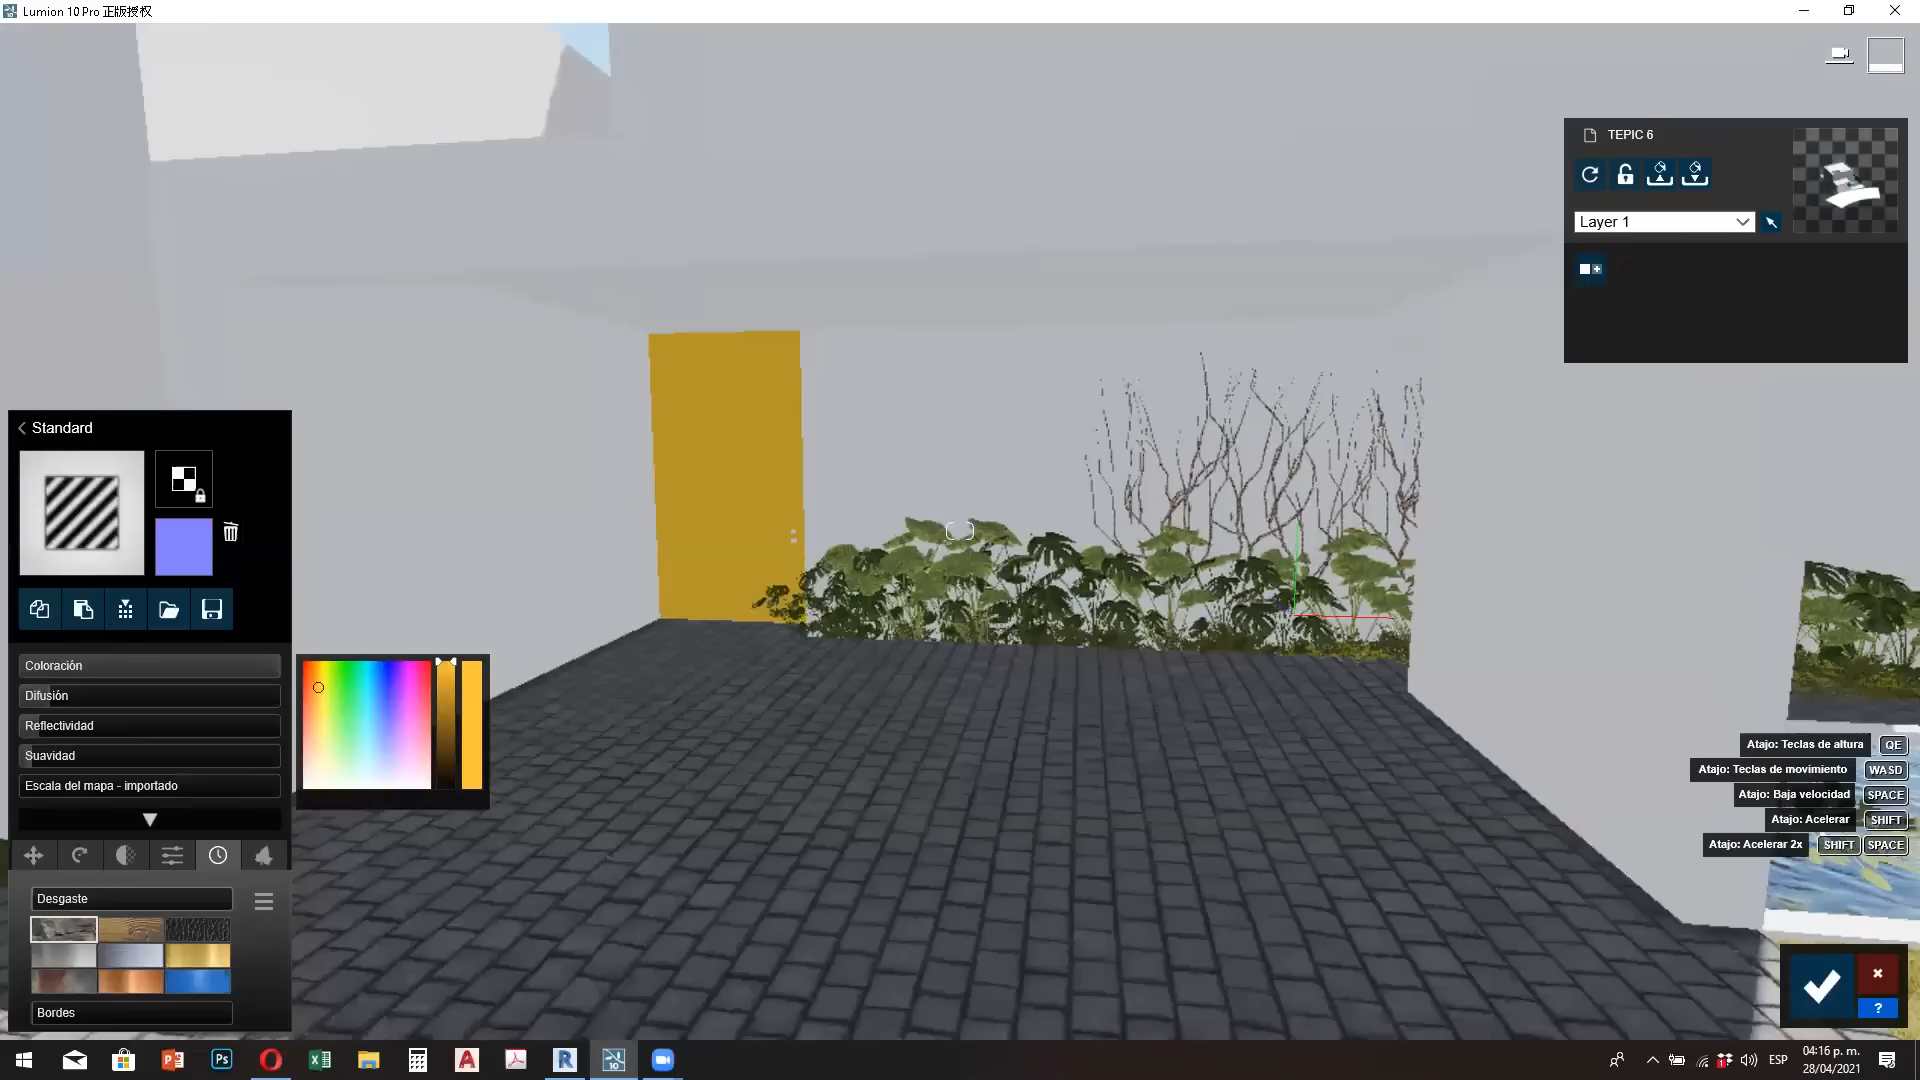 Lumion 10 Pro 正版授权
TEPIC 6
Layer 1
Standard
Coloración
Difusión
Reflectividad
Suavidad
Escala del mapa - importado
Desgaste
Bordes
Atajo: Teclas de altura QE
Atajo: Teclas de movimiento WASD
Atajo: Baja velocidad SPACE
Atajo: Acelerar SHIFT
Atajo: Acelerar 2x SHIFT SPACE
?
Ps
10
ESP
04:16 p. m.
28/04/2021